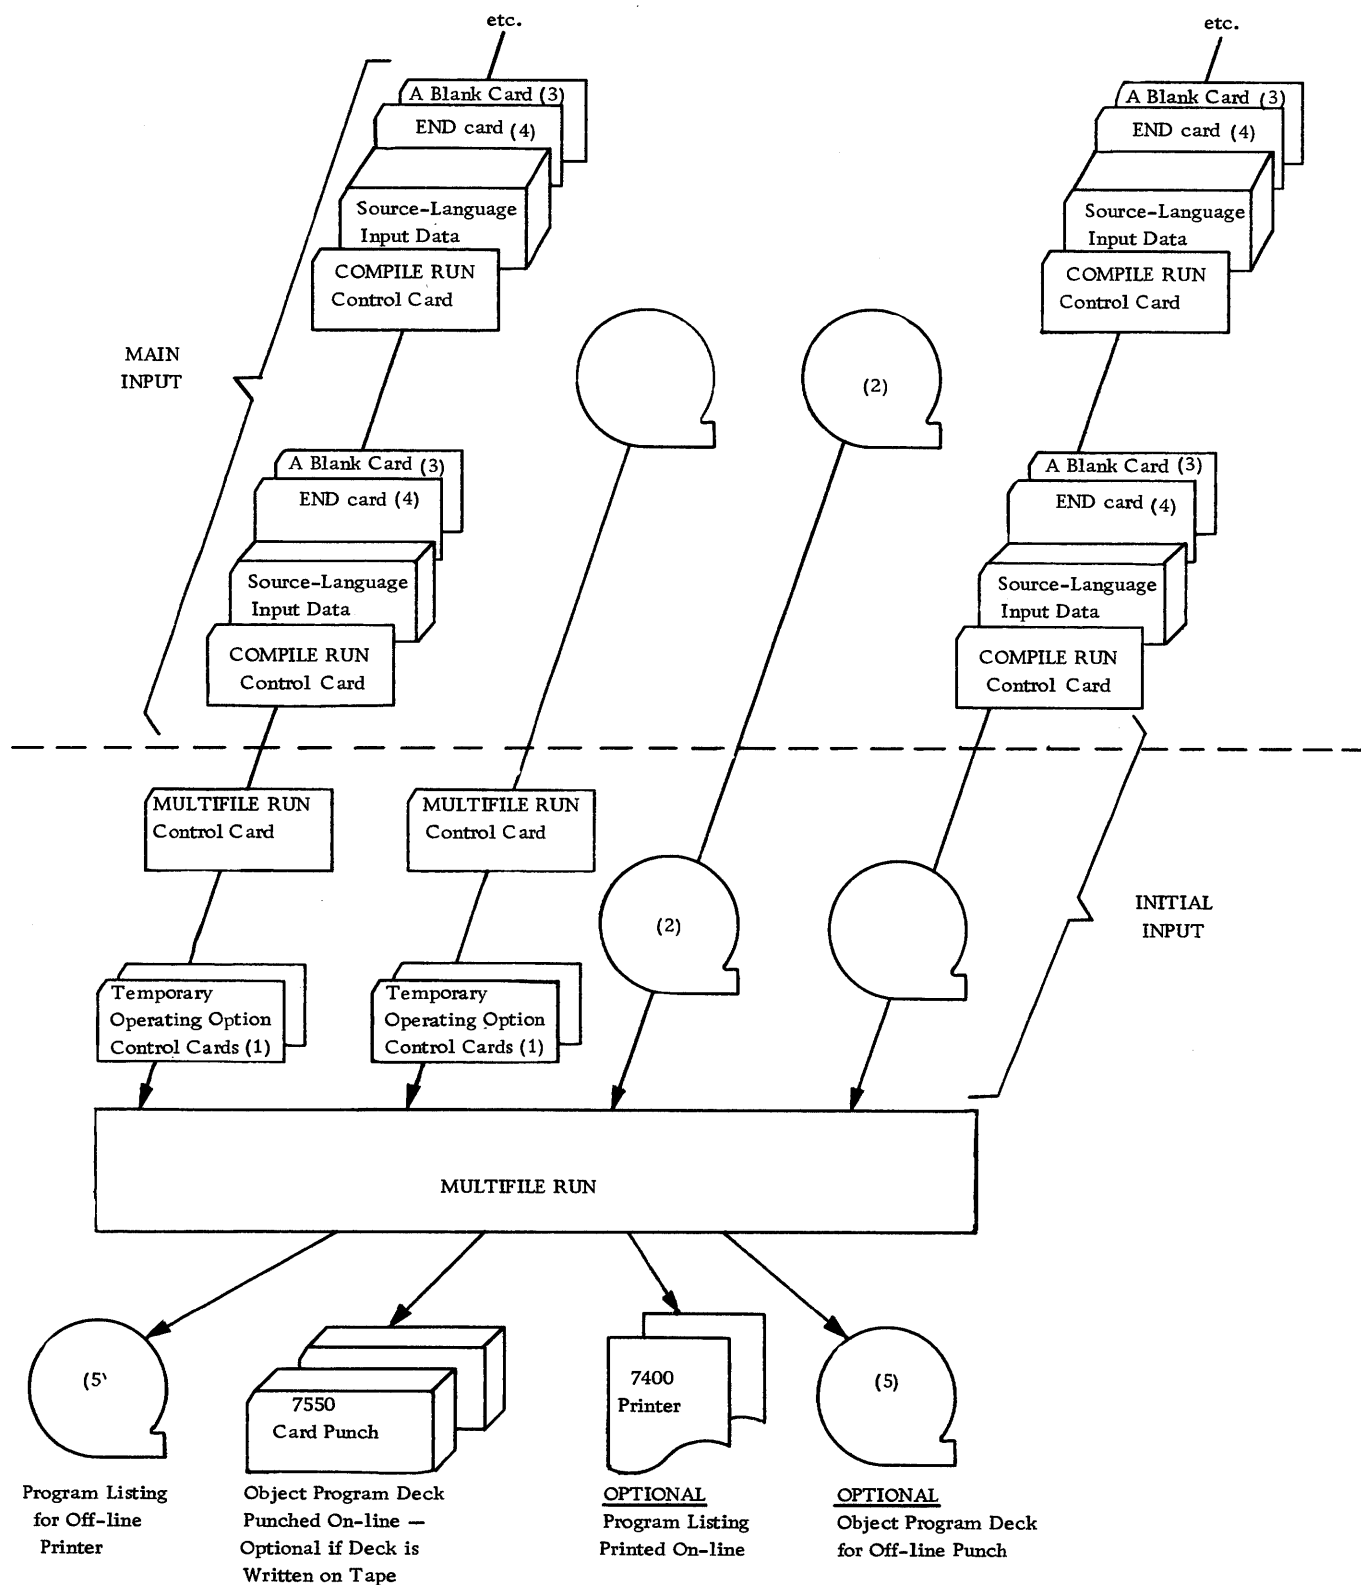 etc.
A Blank Card (3)
END card (4)
Source-Language
Input Data
COMPILE RUN
Control Card
etc.
A Blank Card (3)
END card (4)
Source-Language
Input Data
COMPILE RUN
Control Card
MAIN
INPUT
(2)
A Blank Card (3)
END card (4)
Source-Language
Input Data
COMPILE RUN
Control Card
A Blank Card (3)
END card (4)
Source-Language
Input Data
COMPILE RUN
Control Card
MULTIFILE RUN
Control Card
MULTIFILE RUN
Control Card
(2)
INITIAL
INPUT
Temporary
Operating Option
Control Cards (1)
Temporary
Operating Option
Control Cards (1)
MULTIFILE RUN
(5)
7550
Card Punch
7400
Printer
(5)
Program Listing
for Off-line
Printer
Object Program Deck
Punched On-line —
Optional if Deck is
Written on Tape
OPTIONAL
Program Listing
Printed On-line
OPTIONAL
Object Program Deck
for Off-line Punch